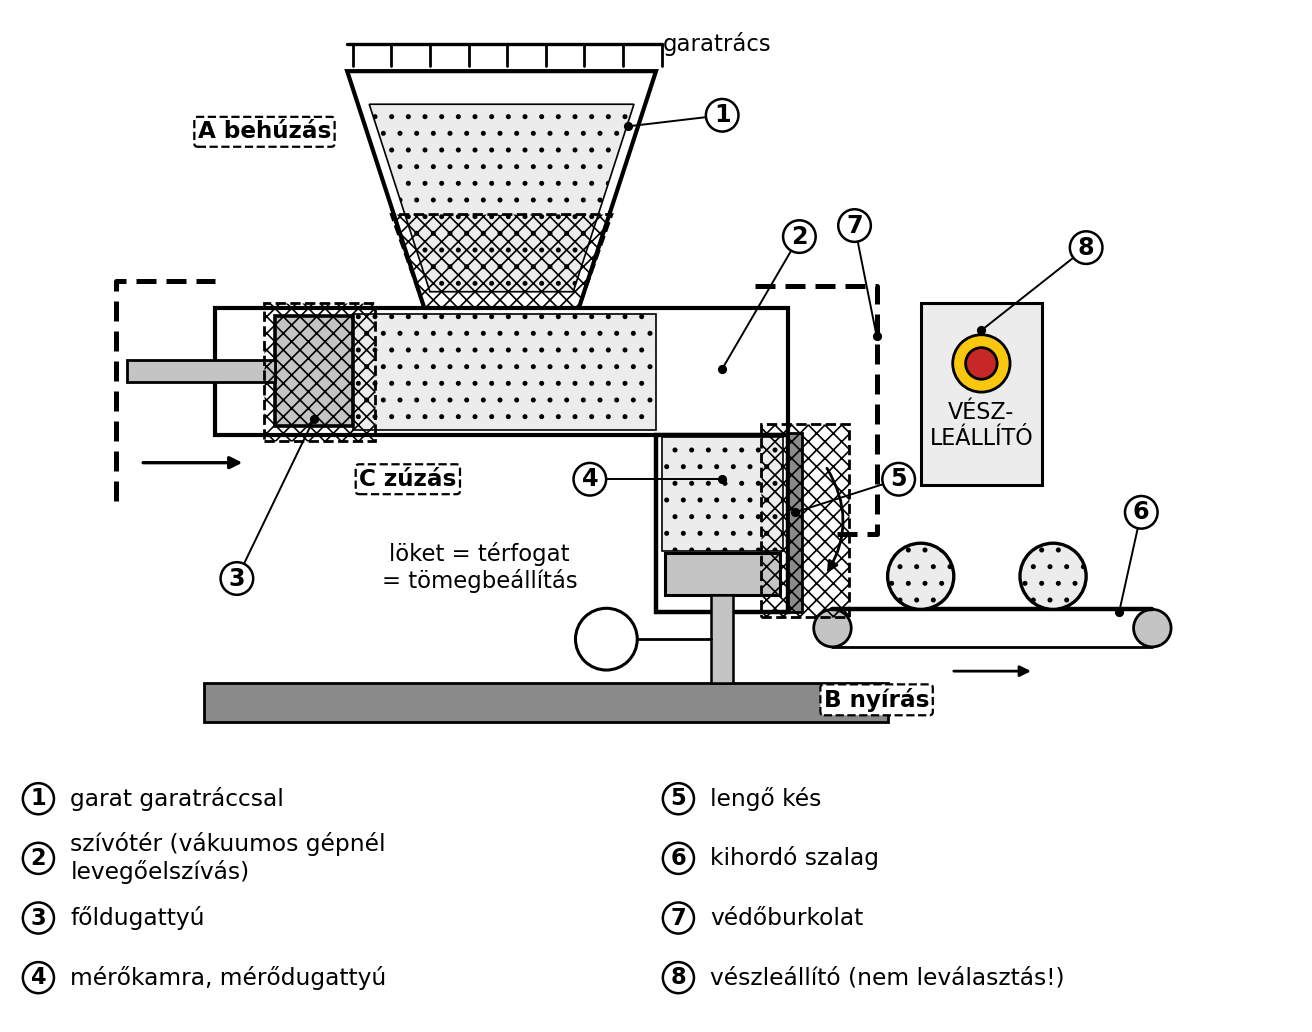 garatrács
A behúzás
1
2
7
8
VÉSZ-
LEÁLLÍTÓ
C zúzás
4
5
6
löket = térfogat
= tömegbeállítás
3
B nyírás
1 garat garatráccsal
2 szívótér (vákuumos gépnél
levegőelszívás)
3 főldugattyú
4 mérőkamra, mérődugattyú
5 lengő kés
6 kihordó szalag
7 védőburkolat
8 vészleállító (nem leválasztás!)